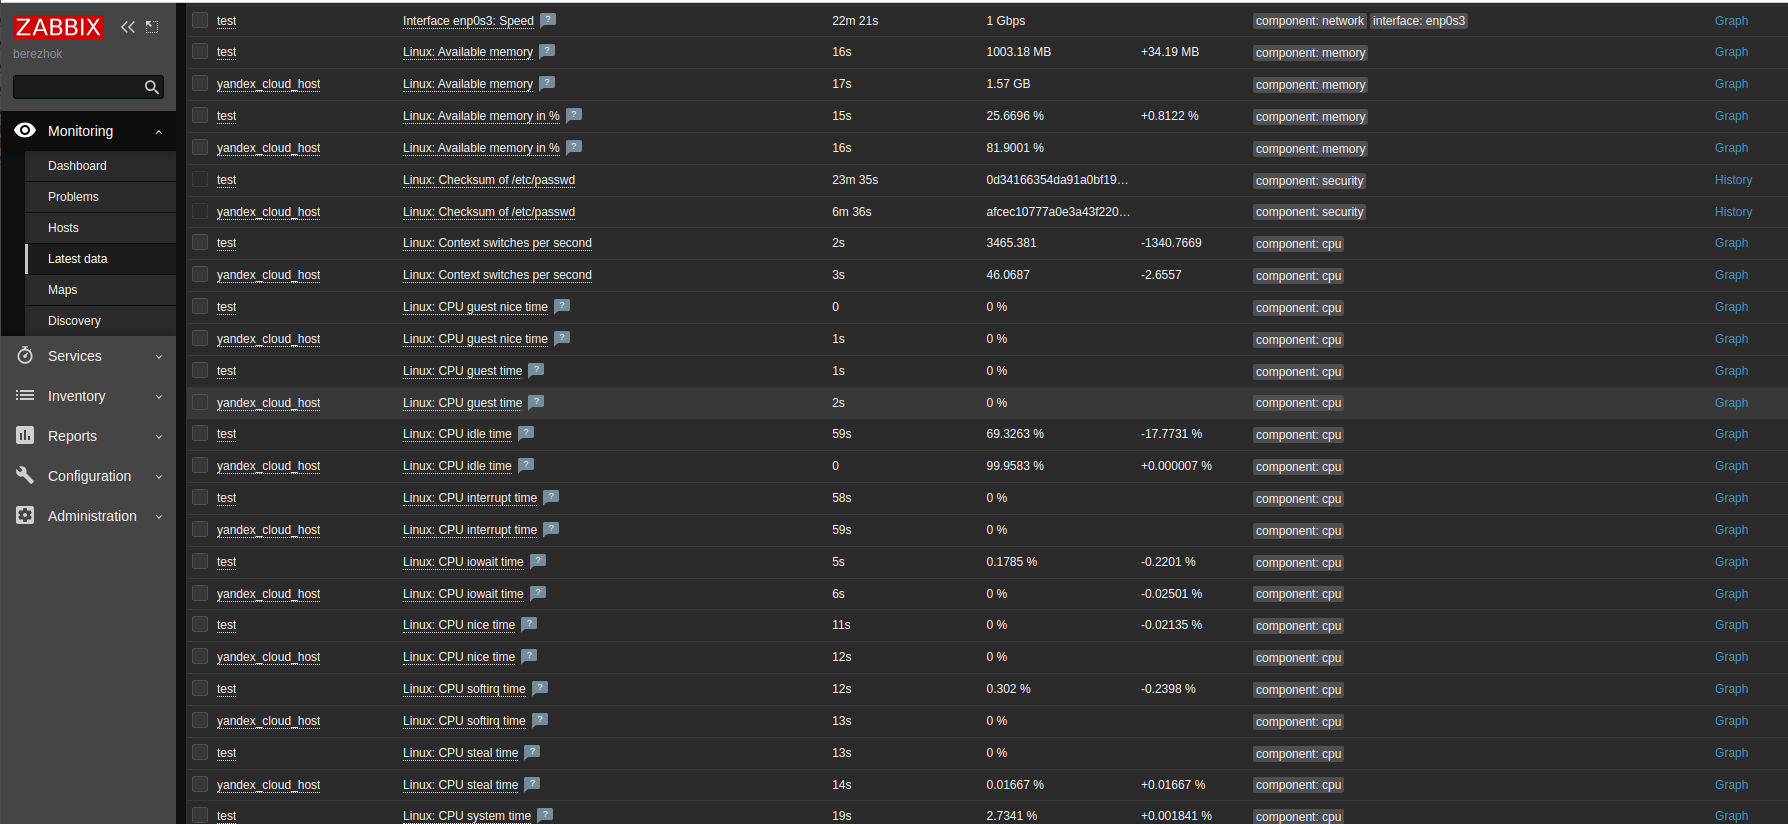 ZABBIX
berezhok
Monitoring
Dashboard
Problems
Hosts
Latest data
Maps
Discovery
Services
Inventory
Reports
Configuration
Administration
test Interface enp0s3: Speed ? 22m 21s 1 Gbps component: network interface: enp0s3 Graph
test Linux: Available memory ? 16s 1003.18 MB +34.19 MB component: memory Graph
yandex_cloud_host Linux: Available memory ? 17s 1.57 GB component: memory Graph
test Linux: Available memory in % ? 15s 25.6696 % +0.8122 % component: memory Graph
yandex_cloud_host Linux: Available memory in % ? 16s 81.9001 % component: memory Graph
test Linux: Checksum of /etc/passwd 23m 35s 0d34166354da91a0bf19... component: security History
yandex_cloud_host Linux: Checksum of /etc/passwd 6m 36s afcec10777a0e3a43f220... component: security History
test Linux: Context switches per second 2s 3465.381 -1340.7669 component: cpu Graph
yandex_cloud_host Linux: Context switches per second 3s 46.0687 -2.6557 component: cpu Graph
test Linux: CPU guest nice time ? 0 0 % component: cpu Graph
yandex_cloud_host Linux: CPU guest nice time ? 1s 0 % component: cpu Graph
test Linux: CPU guest time ? 1s 0 % component: cpu Graph
yandex_cloud_host Linux: CPU guest time ? 2s 0 % component: cpu Graph
test Linux: CPU idle time ? 59s 69.3263 % -17.7731 % component: cpu Graph
yandex_cloud_host Linux: CPU idle time ? 0 99.9583 % +0.000007 % component: cpu Graph
test Linux: CPU interrupt time ? 58s 0 % component: cpu Graph
yandex_cloud_host Linux: CPU interrupt time ? 59s 0 % component: cpu Graph
test Linux: CPU iowait time ? 5s 0.1785 % -0.2201 % component: cpu Graph
yandex_cloud_host Linux: CPU iowait time ? 6s 0 % -0.02501 % component: cpu Graph
test Linux: CPU nice time ? 11s 0 % -0.02135 % component: cpu Graph
yandex_cloud_host Linux: CPU nice time ? 12s 0 % component: cpu Graph
test Linux: CPU softirq time ? 12s 0.302 % -0.2398 % component: cpu Graph
yandex_cloud_host Linux: CPU softirq time ? 13s 0 % component: cpu Graph
test Linux: CPU steal time ? 13s 0 % component: cpu Graph
yandex_cloud_host Linux: CPU steal time ? 14s 0.01667 % +0.01667 % component: cpu Graph
test Linux: CPU system time ? 19s 2.7341 % +0.001841 % component: cpu Graph